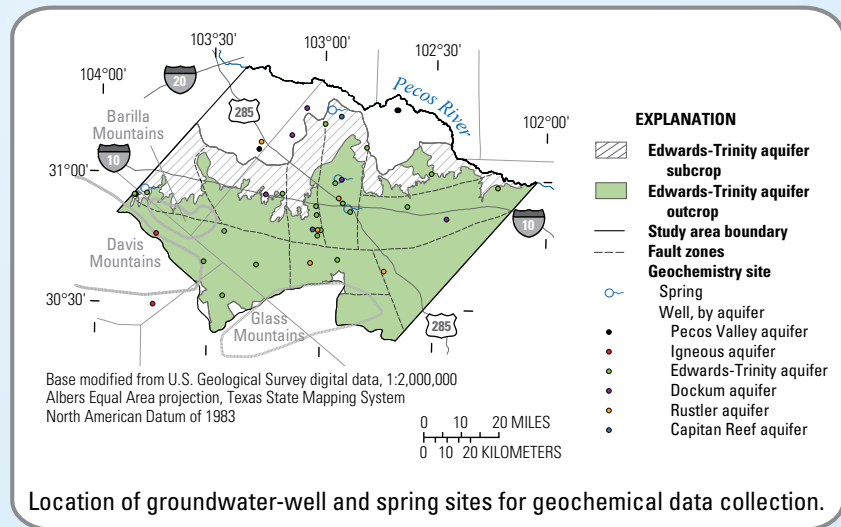 103°30'
103°00'
102°30'
104°00'
20
285
Pecos River
Barilla
Mountains
102°00'
10
31°00'
10
Davis
Mountains
30°30'
Glass
Mountains
285
Base modified from U.S. Geological Survey digital data, 1:2,000,000
Albers Equal Area projection, Texas State Mapping System
North American Datum of 1983
0 10 20 MILES
0 10 20 KILOMETERS
EXPLANATION
Edwards-Trinity aquifer
subcrop
Edwards-Trinity aquifer
outcrop
Study area boundary
Fault zones
Geochemistry site
Spring
Well, by aquifer
Pecos Valley aquifer
Igneous aquifer
Edwards-Trinity aquifer
Dockum aquifer
Rustler aquifer
Capitan Reef aquifer
Location of groundwater-well and spring sites for geochemical data collection.